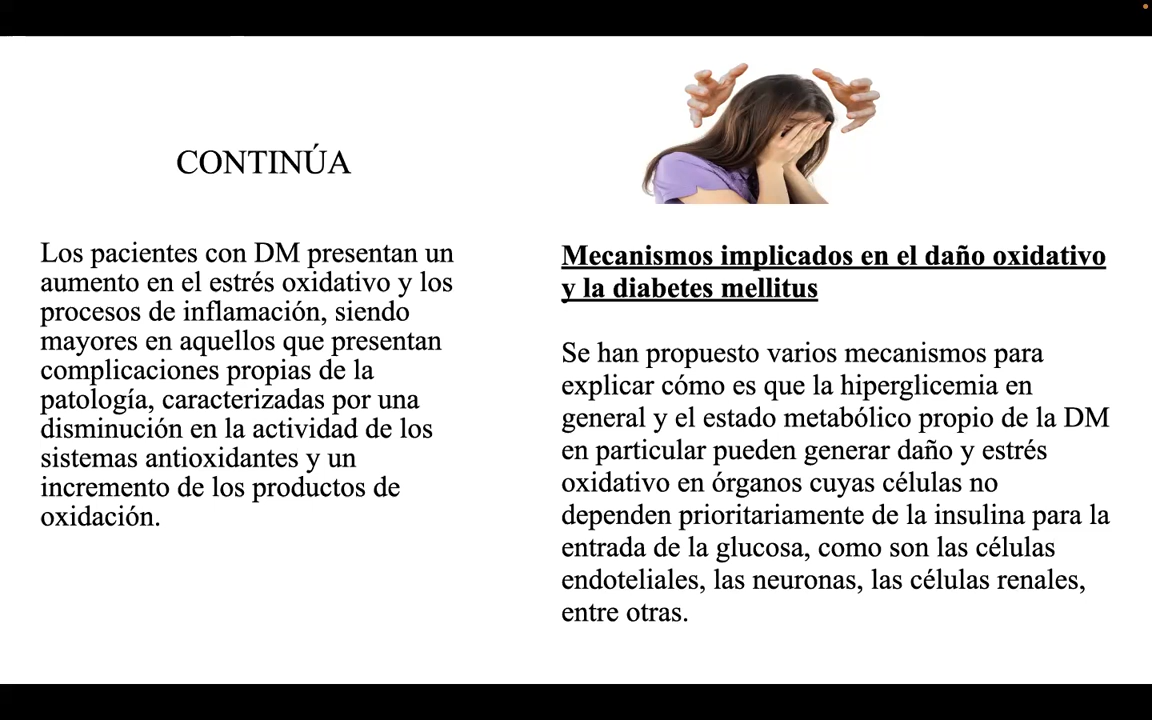 CONTINÚA
Los pacientes con DM presentan un
aumento en el estrés oxidativo y los
procesos de inflamación, siendo
mayores en aquellos que presentan
complicaciones propias de la
patología, caracterizadas por una
disminución en la actividad de los
sistemas antioxidantes y un
incremento de los productos de
oxidación.
Mecanismos implicados en el daño oxidativo
y la diabetes mellitus
Se han propuesto varios mecanismos para
explicar cómo es que la hiperglicemia en
general y el estado metabólico propio de la DM
en particular pueden generar daño y estrés
oxidativo en órganos cuyas células no
dependen prioritariamente de la insulina para la
entrada de la glucosa, como son las células
endoteliales, las neuronas, las células renales,
entre otras.